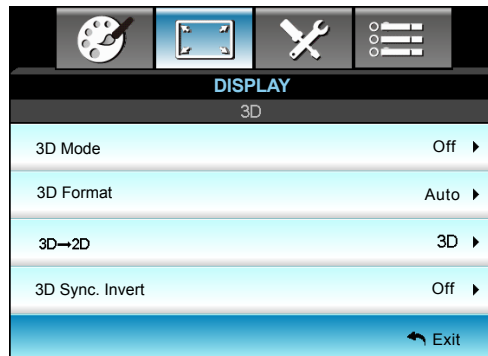 DISPLAY
3D
3D Mode Off
3D Format Auto
3D→2D 3D
3D Sync. Invert Off
Exit